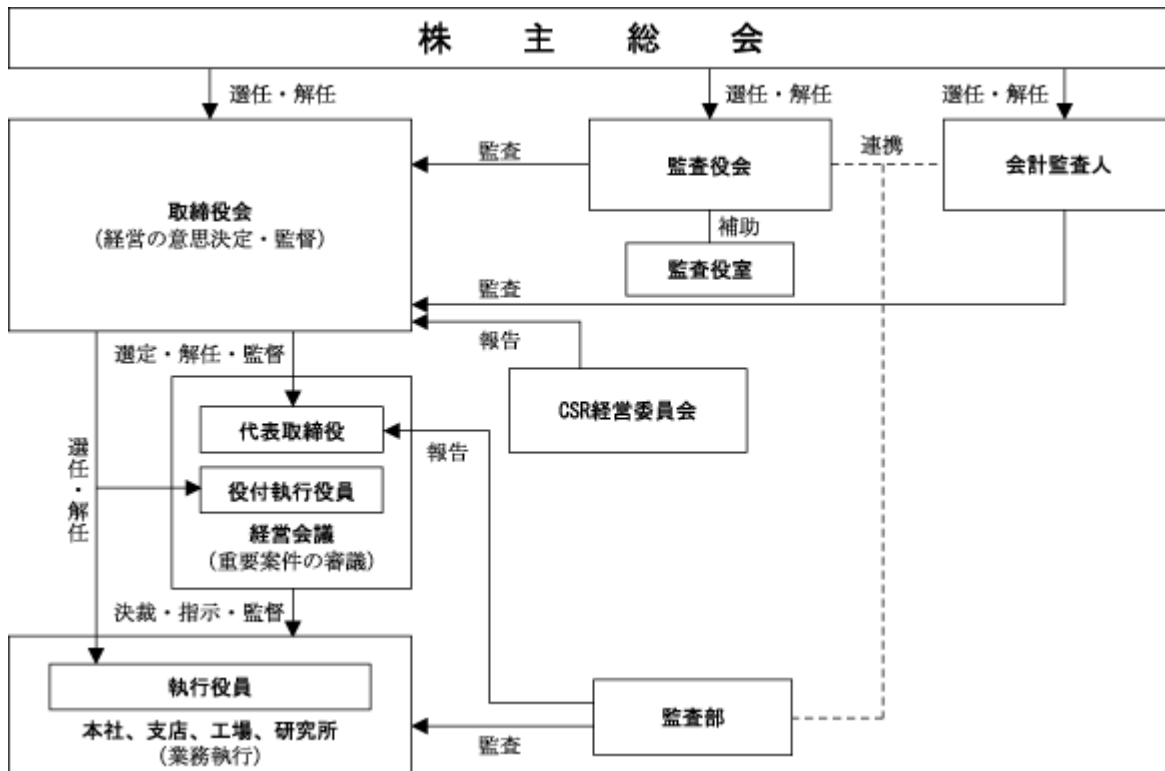 株主総会
選任・解任
選任・解任
選任・解任
監査
監査役会
連携
会計監査人
取締役会
(経営の意思決定・監督)
補助
監査役室
監査
報告
選定・解任・監督
CSR経営委員会
代表取締役
報告
選任・解任
役付執行役員
経営会議
(重要案件の審議)
決裁・指示・監督
執行役員
監査部
本社、支店、工場、研究所
(業務執行)
監査